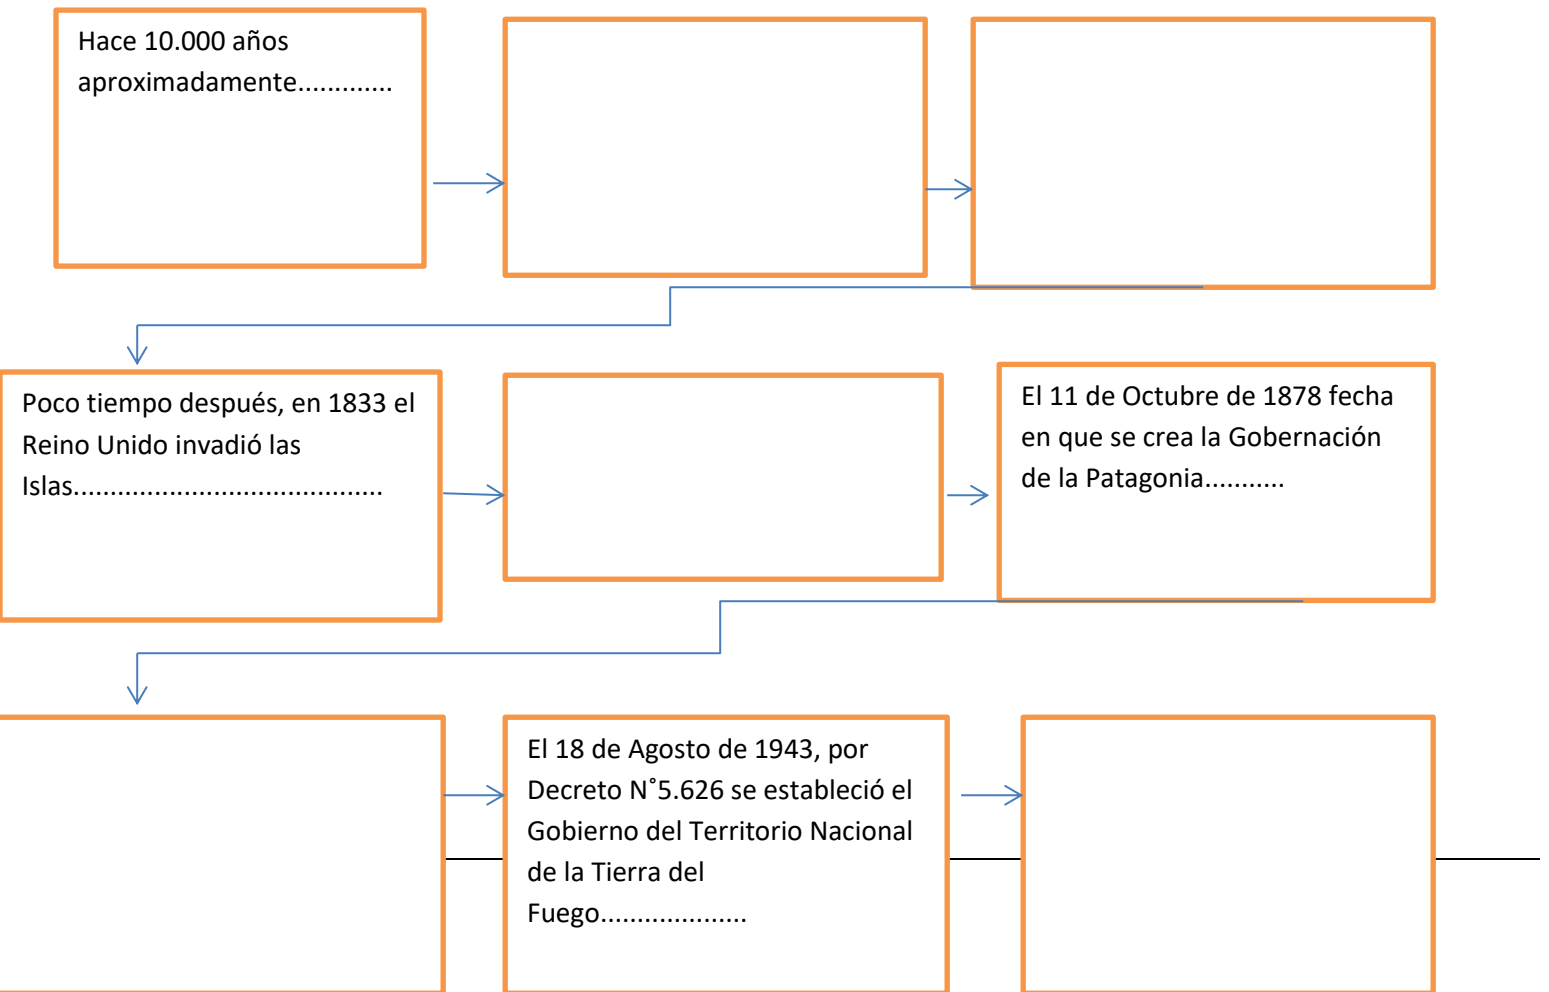 Hace 10.000 años
aproximadamente.............
Poco tiempo después, en 1833 el
Reino Unido invadió las
Islas..........................................
El 11 de Octubre de 1878 fecha
en que se crea la Gobernación
de la Patagonia...........
El 18 de Agosto de 1943, por
Decreto N°5.626 se estableció el
Gobierno del Territorio Nacional
de la Tierra del
Fuego....................